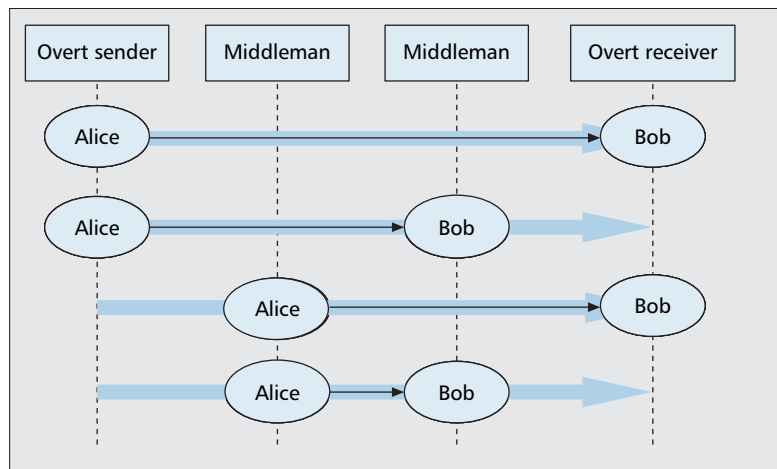 Overt sender
Middleman
Middleman
Overt receiver
Alice
Bob
Alice
Bob
Alice
Bob
Alice
Bob